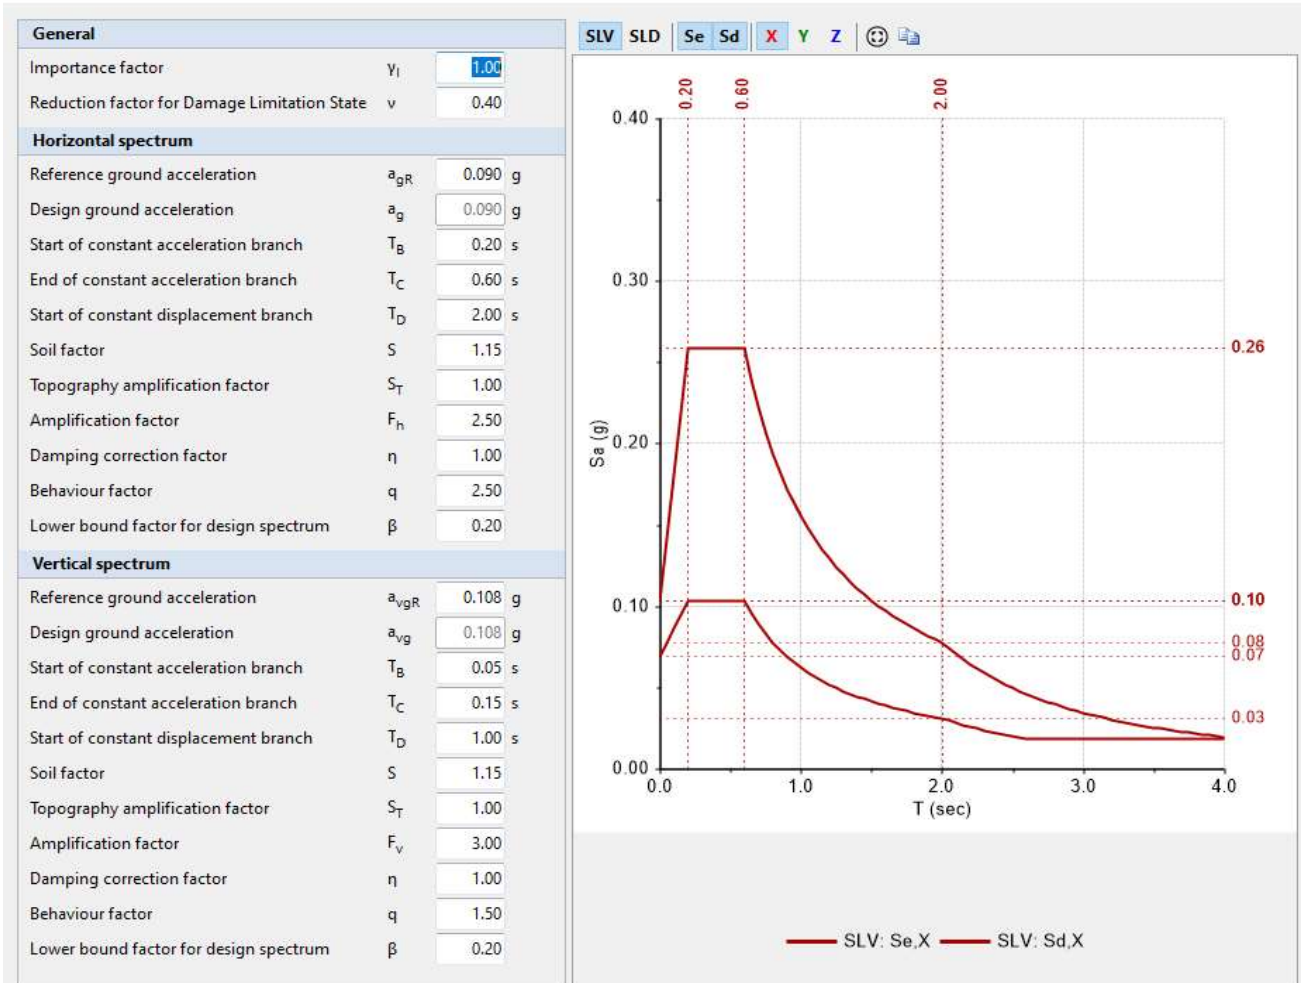 General
Importance factor γI 1.00
Reduction factor for Damage Limitation State ν 0.40
Horizontal spectrum
Reference ground acceleration agR 0.090 g
Design ground acceleration ag 0.090 g
Start of constant acceleration branch TB 0.20 s
End of constant acceleration branch TC 0.60 s
Start of constant displacement branch TD 2.00 s
Soil factor S 1.15
Topography amplification factor ST 1.00
Amplification factor Fh 2.50
Damping correction factor η 1.00
Behaviour factor q 2.50
Lower bound factor for design spectrum β 0.20
Vertical spectrum
Reference ground acceleration avgR 0.108 g
Design ground acceleration avg 0.108 g
Start of constant acceleration branch TB 0.05 s
End of constant acceleration branch TC 0.15 s
Start of constant displacement branch TD 1.00 s
Soil factor S 1.15
Topography amplification factor ST 1.00
Amplification factor Fv 3.00
Damping correction factor η 1.00
Behaviour factor q 1.50
Lower bound factor for design spectrum β 0.20
SLV SLD Se Sd X Y Z
0.20 0.60 2.00
0.40
0.30
0.26
0.20
0.10 0.10
0.08
0.07
0.03
0.00
Sa (g)
0.0 1.0 2.0 3.0 4.0
T (sec)
SLV: Se,X SLV: Sd,X